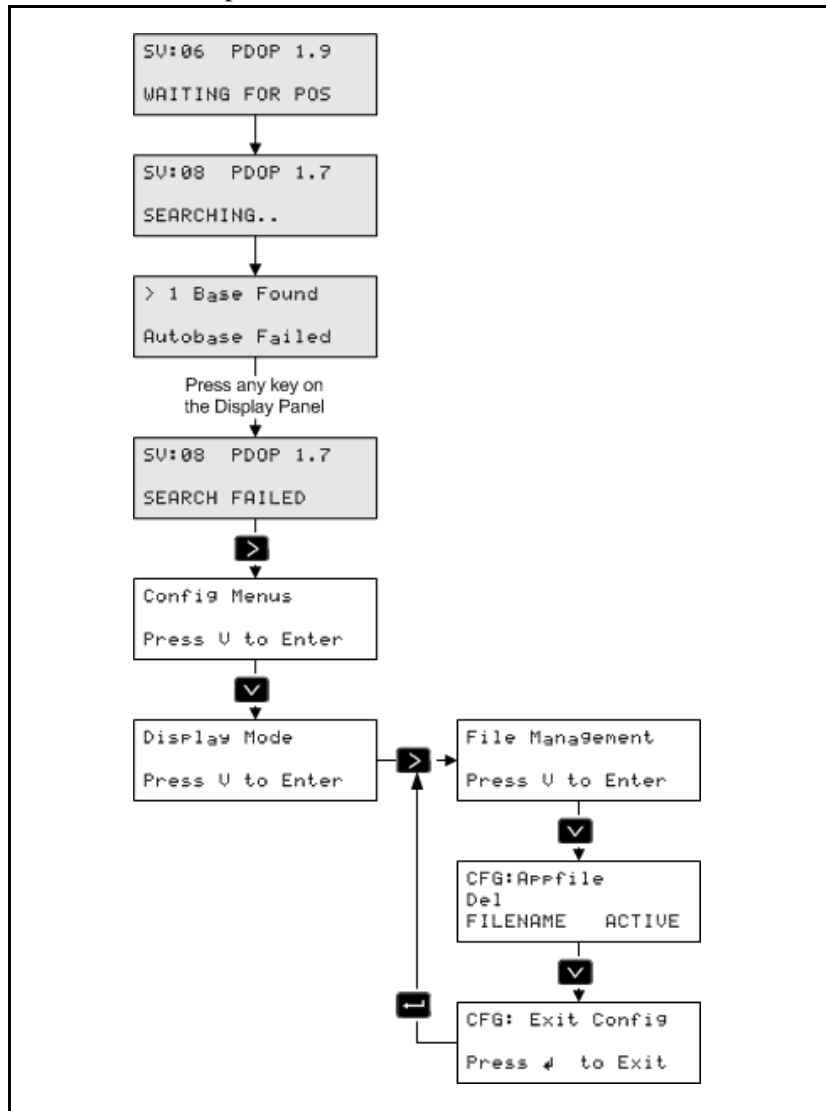 SV:06 PDOP 1.9
WAITING FOR POS
SV:08 PDOP 1.7
SEARCHING..
> 1 Base Found
Autobase Failed
Press any key on
the Display Panel
SV:08 PDOP 1.7
SEARCH FAILED
Config Menus
Press V to Enter
Display Mode
Press V to Enter
File Management
Press V to Enter
CFG:Appfile
Del
FILENAME ACTIVE
CFG: Exit Config
Press ↲ to Exit